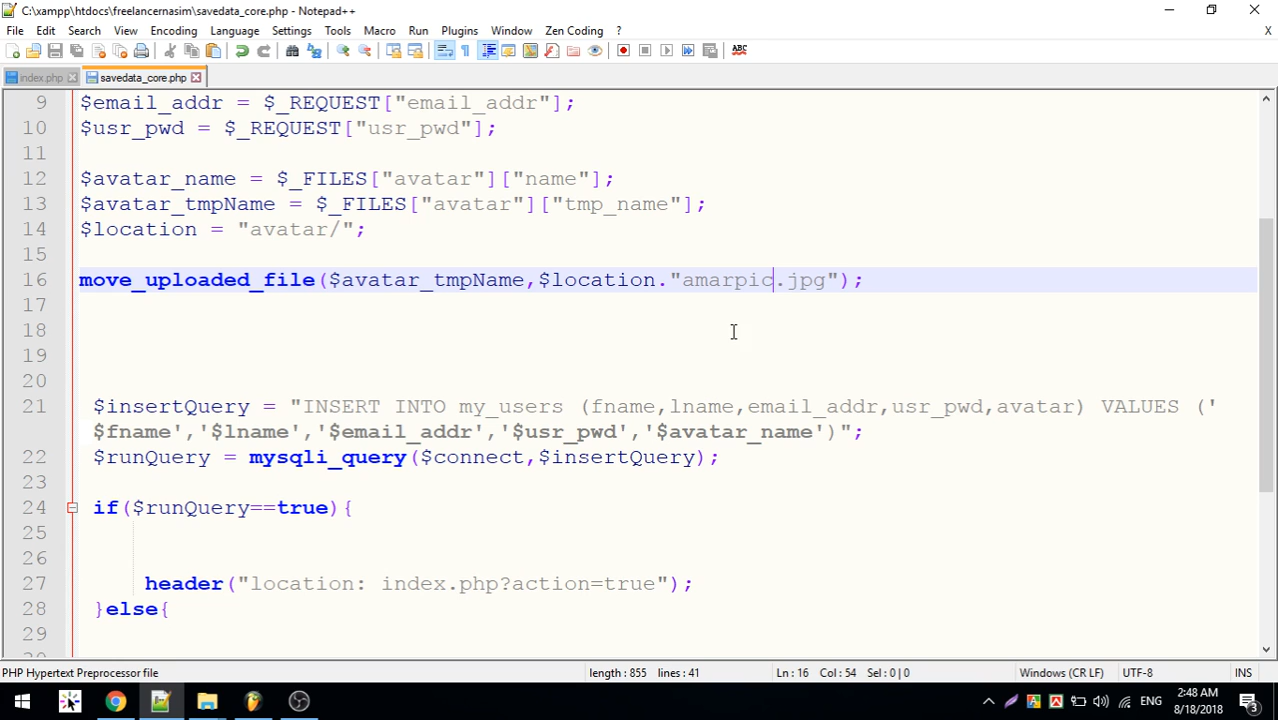 C:\xampp\htdocs\freelancernasim\savedata_core.php - Notepad++
File Edit Search View Encoding Language Settings Tools Macro Run Plugins Window Zen Coding ? X
index.php savedata_core.php
9 $email_addr = $_REQUEST["email_addr"];
10 $usr_pwd = $_REQUEST["usr_pwd"];
11
12 $avatar_name = $_FILES["avatar"]["name"];
13 $avatar_tmpName = $_FILES["avatar"]["tmp_name"];
14 $location = "avatar/";
15
16 move_uploaded_file($avatar_tmpName,$location."amarpic.jpg");
17
18
19
20
21 $insertQuery = "INSERT INTO my_users (fname,lname,email_addr,usr_pwd,avatar) VALUES ('
$fname','$lname','$email_addr','$usr_pwd','$avatar_name')";
22 $runQuery = mysqli_query($connect,$insertQuery);
23
24 if($runQuery==true){
25
26
27 header("location: index.php?action=true");
28 }else{
29
PHP Hypertext Preprocessor file length : 855 lines : 41 Ln : 16 Col : 54 Sel : 0 | 0 Windows (CR LF) UTF-8 INS
ENG 2:48 AM
8/18/2018